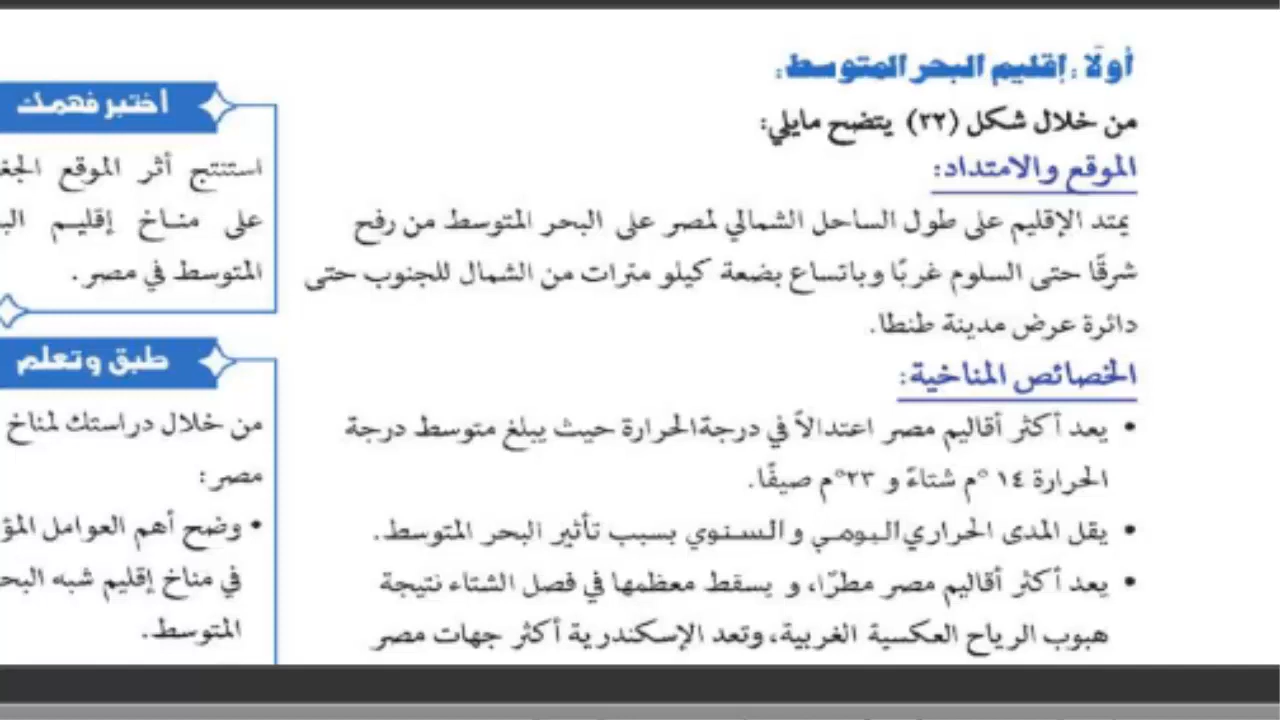 أولًا : إقليم البحر المتوسط:
من خلال شكل (٣٢) يتضح مايلي:
الموقع والامتداد:
يمتد الإقليم على طول الساحل الشمالي لمصر على البحر المتوسط من رفح
شرقًا حتى السلوم غربًا وباتساع بضعة كيلو مترات من الشمال للجنوب حتى
دائرة عرض مدينة طنطا.
الخصائص المناخية:
• يعد أكثر أقاليم مصر اعتدالاً في درجة الحرارة حيث يبلغ متوسط درجة
الحرارة ١٤ °م شتاءً و ٢٣°م صيفًا.
• يقل المدى الحراري اليومي والسنوي بسبب تأثير البحر المتوسط.
• يعد أكثر أقاليم مصر مطرًا، و يسقط معظمها في فصل الشتاء نتيجة
هبوب الرياح العكسية الغربية، وتعد الإسكندرية أكثر جهات مصر
أختبر فهمك
استنتج أثر الموقع
على مناخ إقليم
المتوسط في مصر .
طبق وتعلم
من خلال دراستك لمناخ
مصر :
• وضح أهم العوامل
في مناخ إقليم شبه
المتوسط.